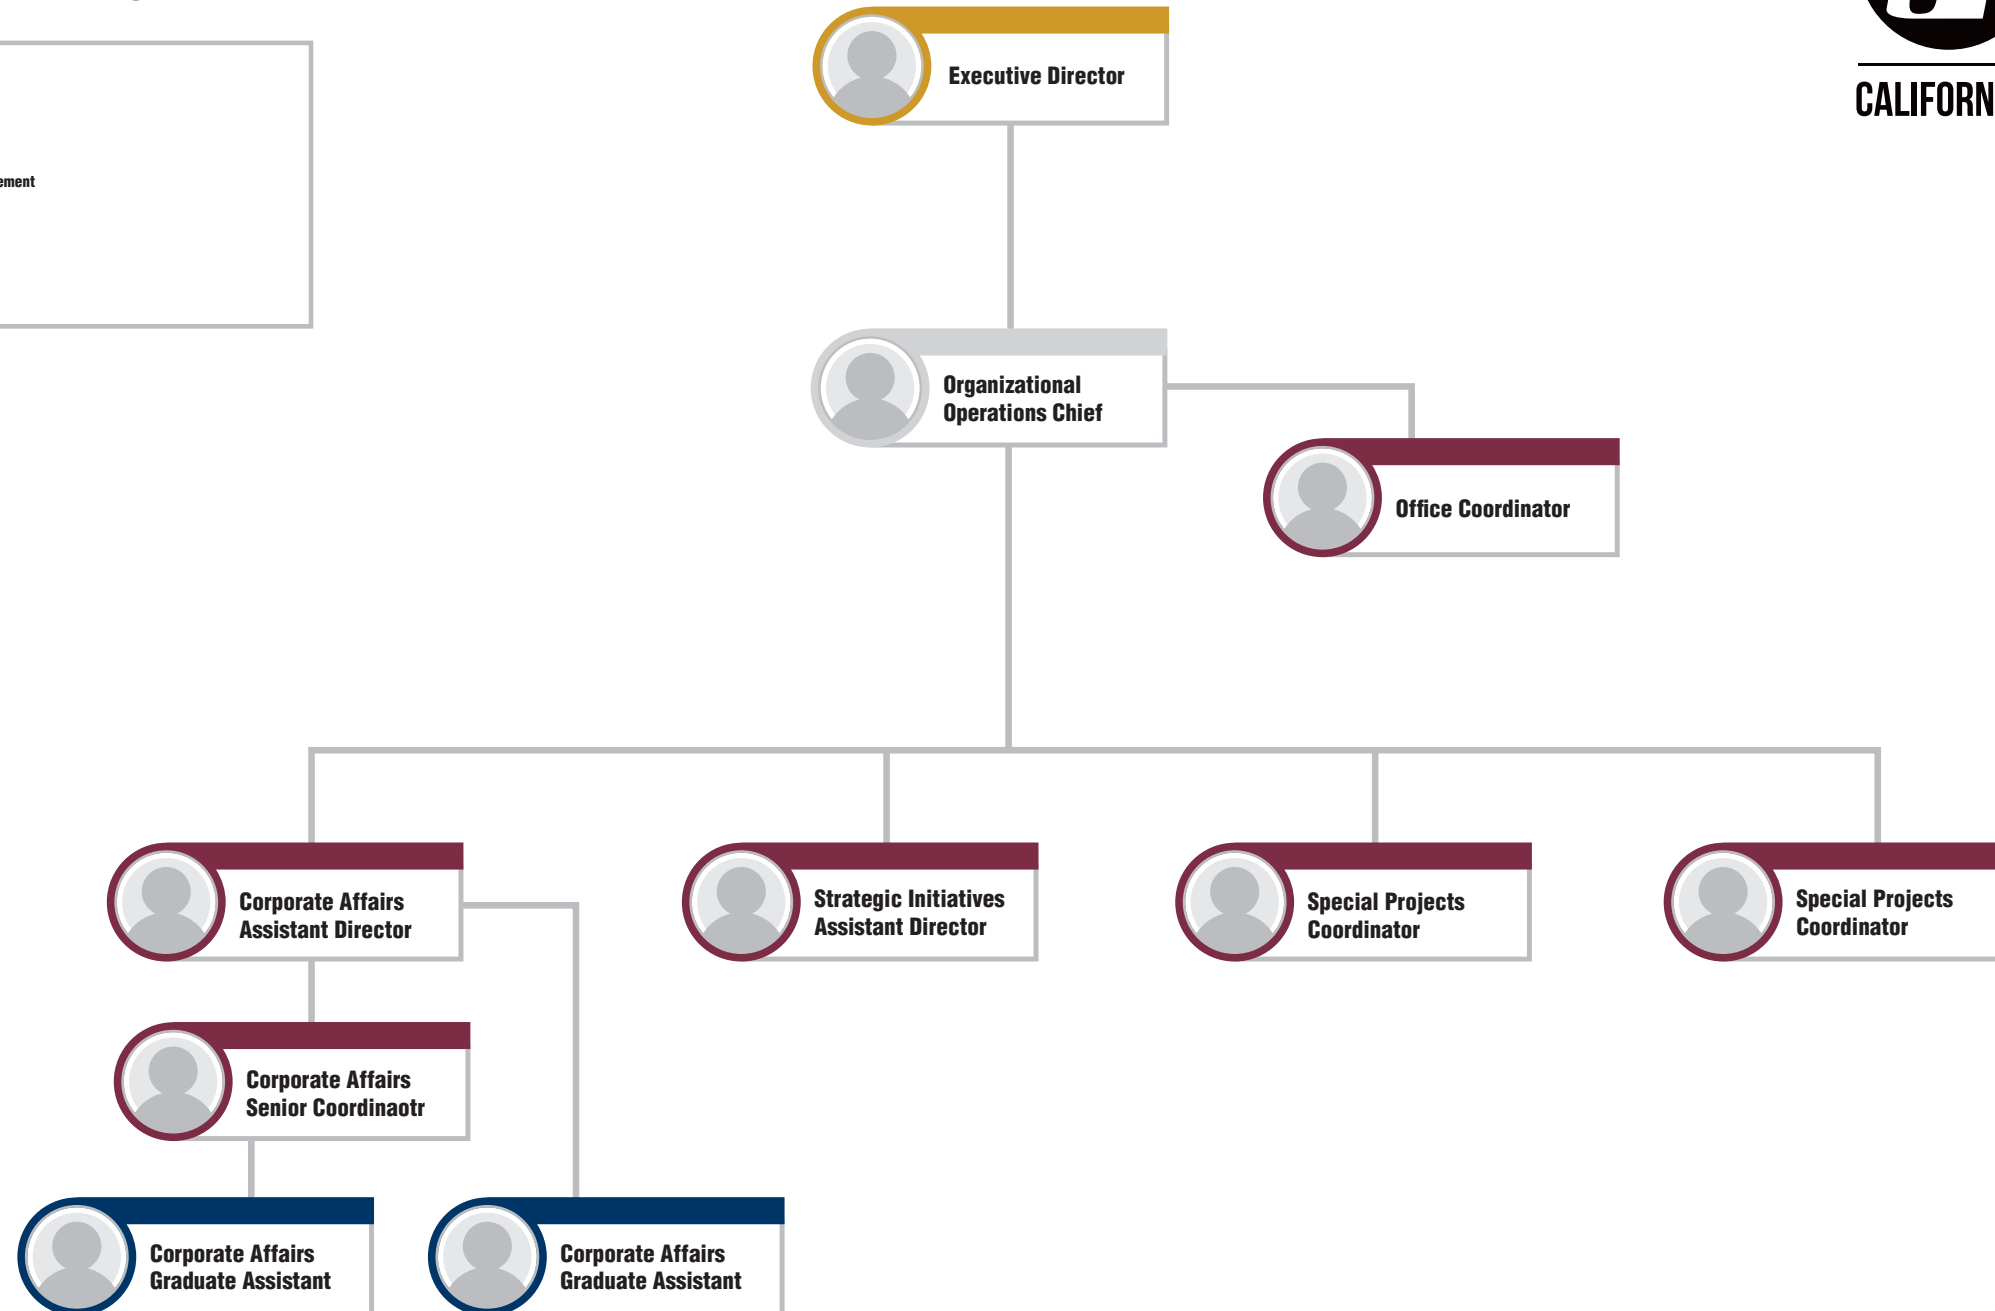 Executive Director
CALIFORN
ement
Organizational
Operations Chief
Office Coordinator
Corporate Affairs
Assistant Director
Strategic Initiatives
Assistant Director
Special Projects
Coordinator
Special Projects
Coordinator
Corporate Affairs
Senior Coordinaotr
Corporate Affairs
Graduate Assistant
Corporate Affairs
Graduate Assistant